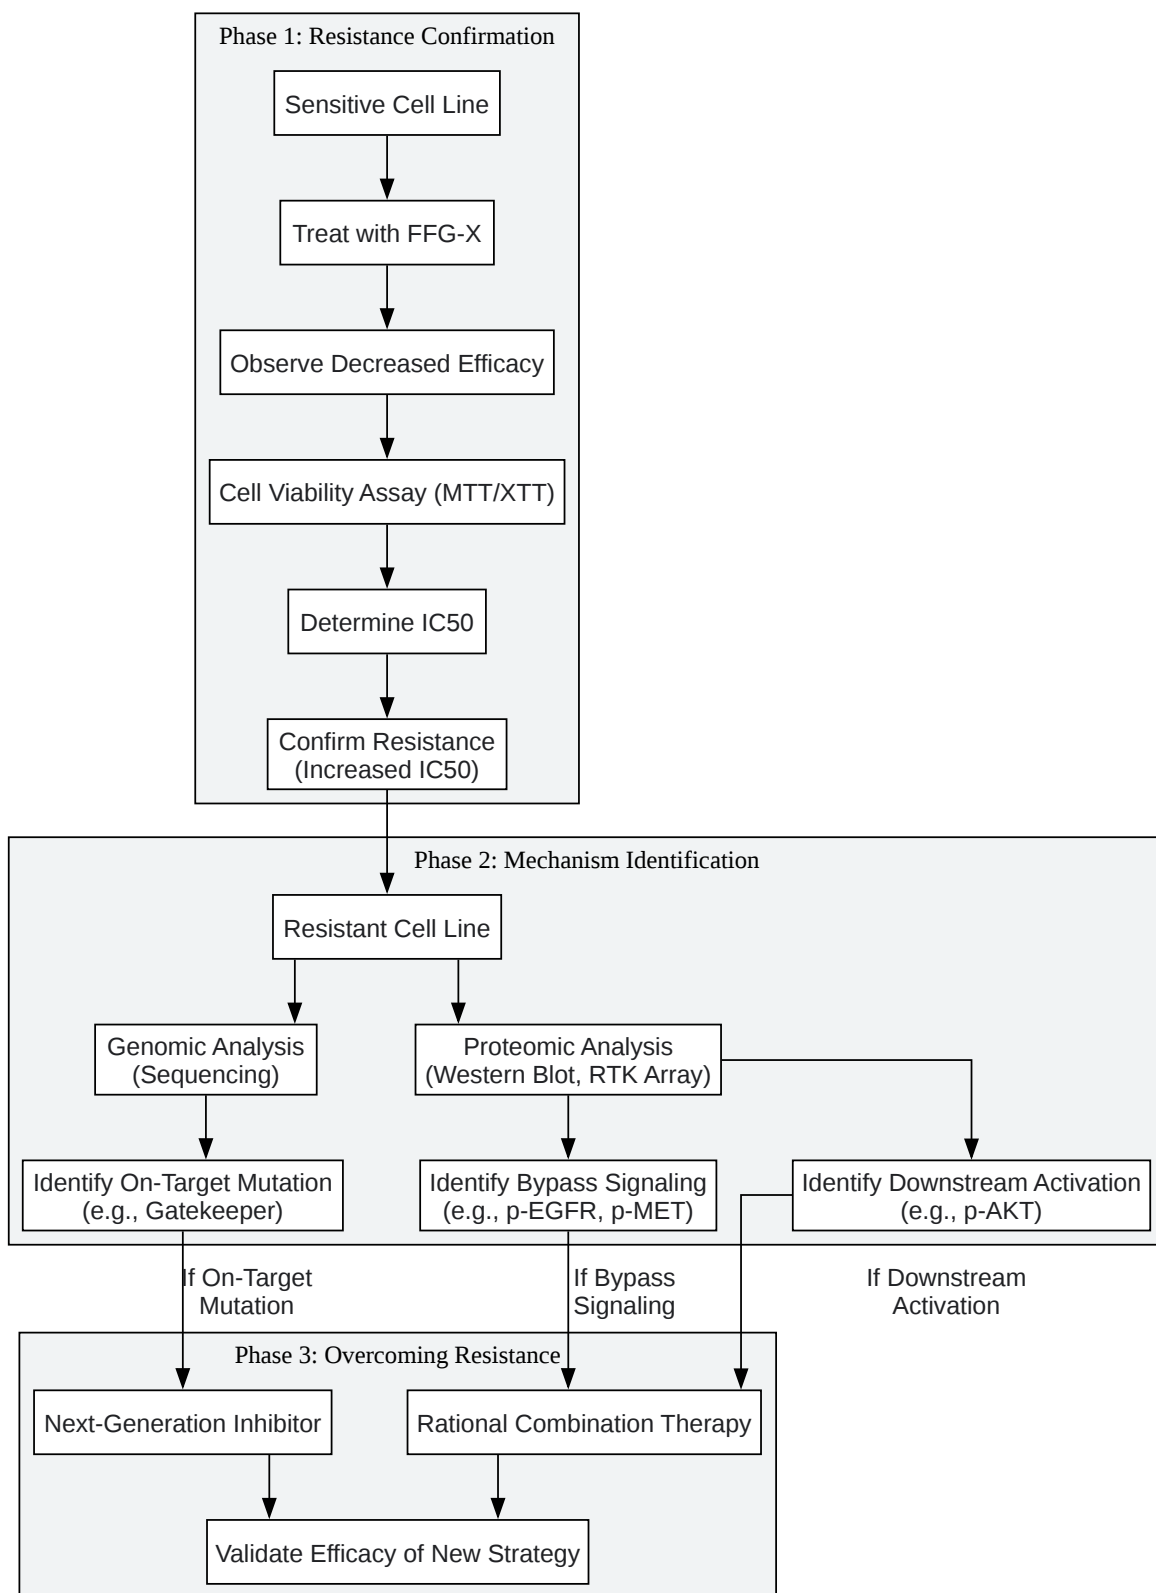 Phase 1: Resistance Confirmation
Sensitive Cell Line
Treat with FFG-X
Observe Decreased Efficacy
Cell Viability Assay (MTT/XTT)
Determine IC50
Confirm Resistance
(Increased IC50)
Phase 2: Mechanism Identification
Resistant Cell Line
Genomic Analysis
(Sequencing)
Proteomic Analysis
(Western Blot, RTK Array)
Identify On-Target Mutation
(e.g., Gatekeeper)
Identify Bypass Signaling
(e.g., p-EGFR, p-MET)
Identify Downstream Activation
(e.g., p-AKT)
If On-Target
Mutation
If Bypass
Signaling
If Downstream
Activation
Phase 3: Overcoming Resistance
Next-Generation Inhibitor
Rational Combination Therapy
Validate Efficacy of New Strategy